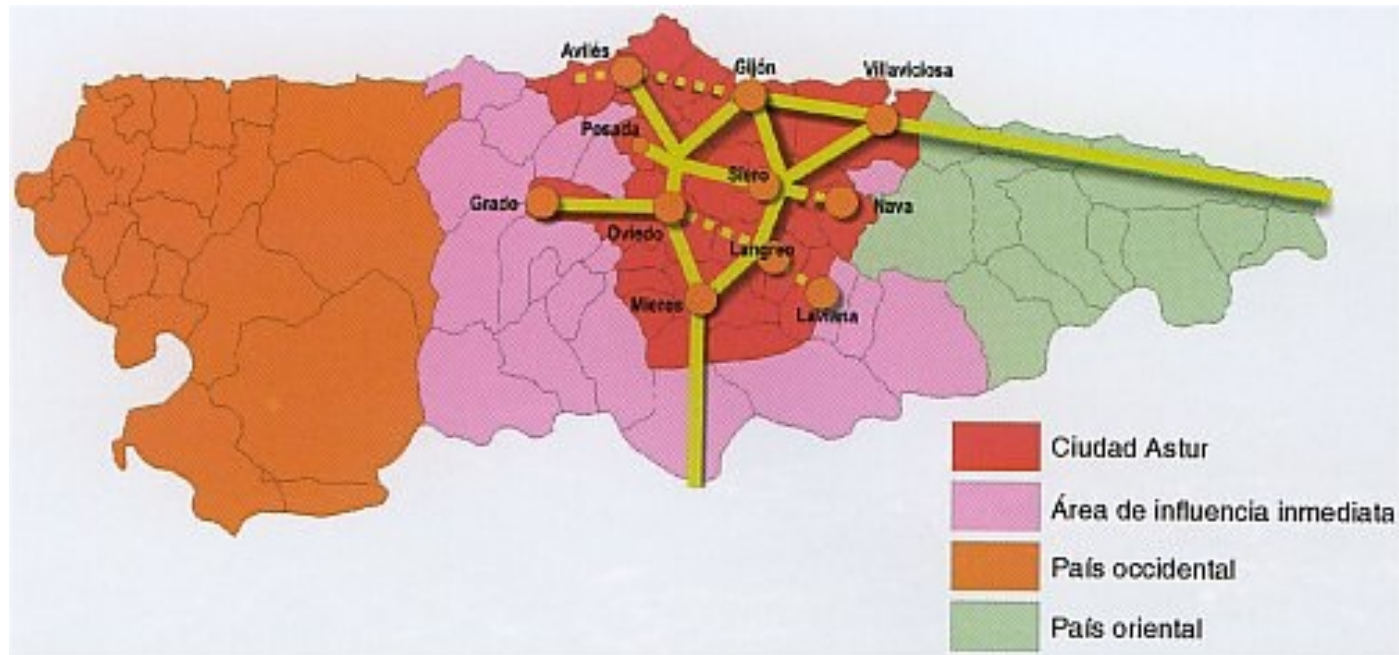 Avilés
Gijón
Villaviciosa
Posada
Siero
Grado
Nava
Oviedo
Langreo
Mieres
Laviana
Ciudad Astur
Área de influencia inmediata
País occidental
País oriental